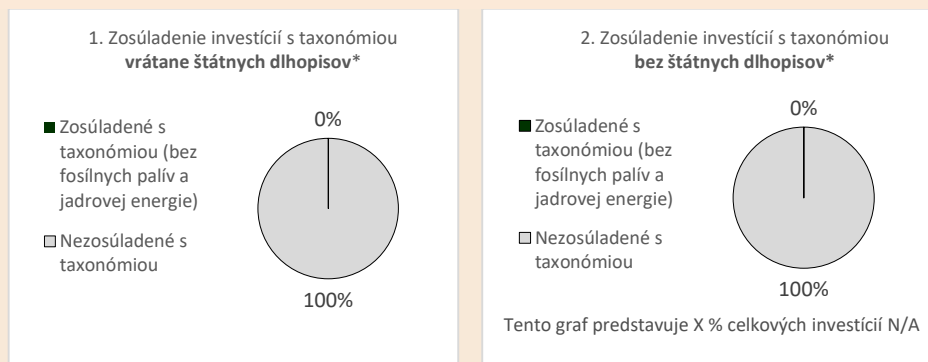 1. Zosúladenie investícií s taxonómiou
vrátane štátnych dlhopisov*
Zosúladené s
taxonómiou (bez
fosílnych palív a
jadrovej energie)
Nezosúladené s
taxonómiou
0%
100%
2. Zosúladenie investícií s taxonómiou
bez štátnych dlhopisov*
Zosúladené s
taxonómiou (bez
fosílnych palív a
jadrovej energie)
Nezosúladené s
taxonómiou
0%
100%
Tento graf predstavuje X % celkových investícií N/A